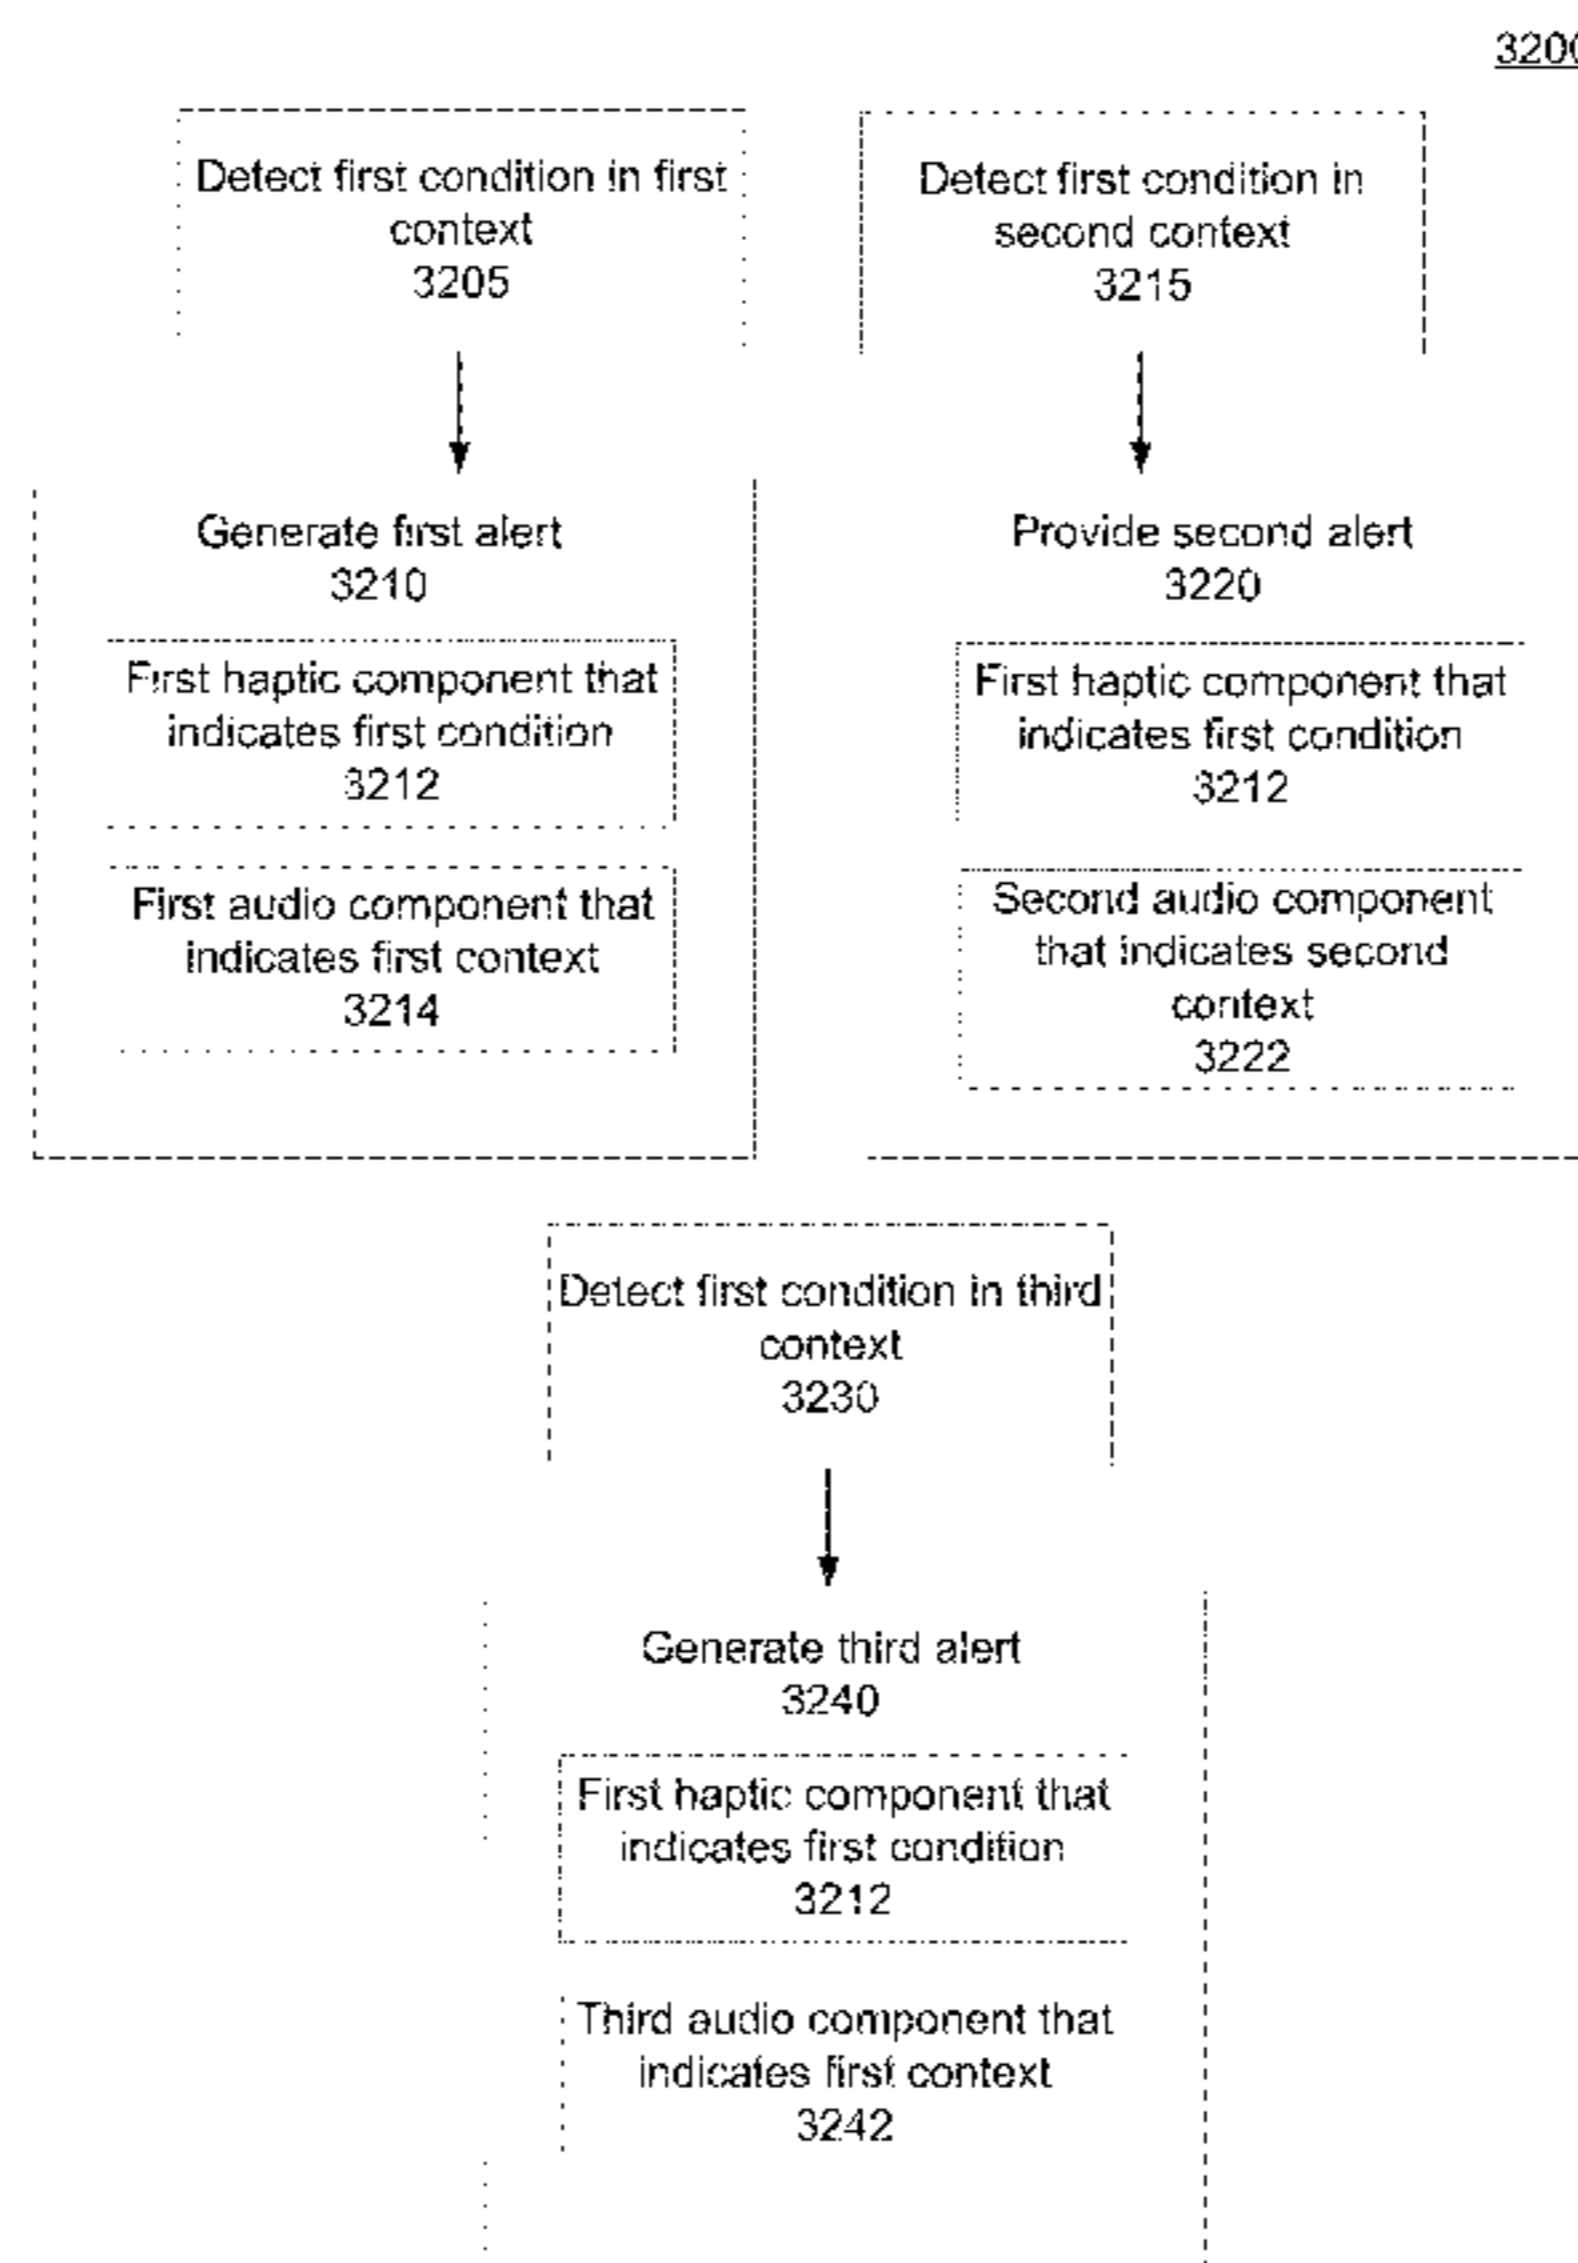 3200
Detect first condition in first
context
3205
Detect first condition in
second context
3215
Generate first alert
3210
First haptic component that
indicates first condition
3212
First audio component that
indicates first context
3214
Provide second alert
3220
First haptic component that
indicates first condition
3212
Second audio component
that indicates second
context
3222
Detect first condition in third
context
3230
Generate third alert
3240
First haptic component that
indicates first condition
3212
Third audio component that
indicates first context
3242